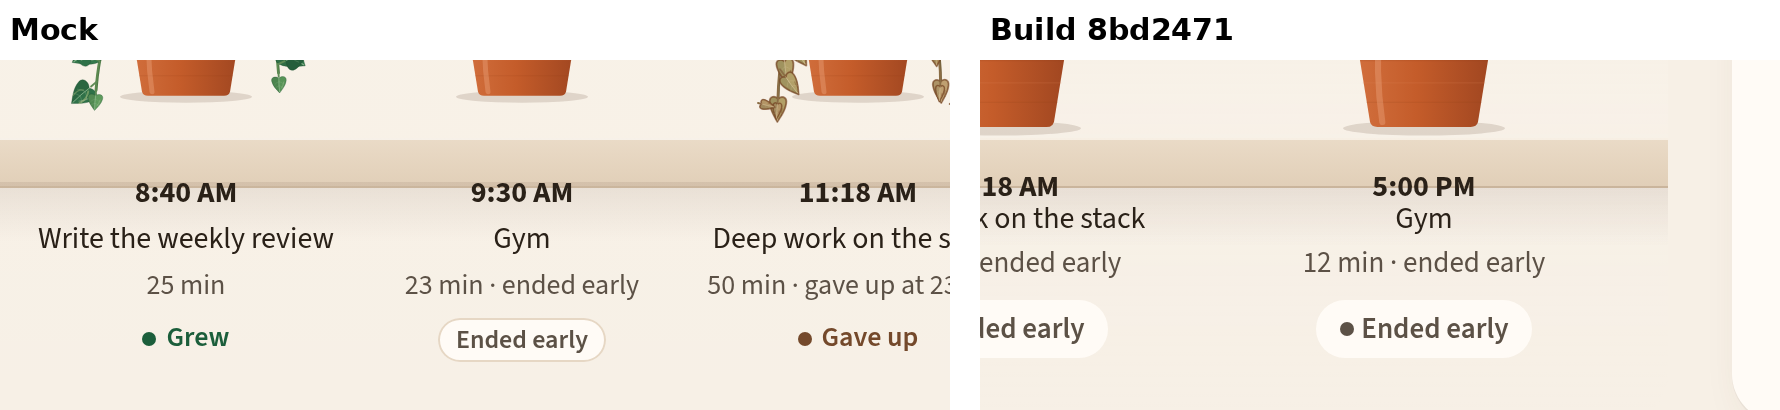 Mock
8:40 AM
Write the weekly review
25 min
Grew
9:30 AM
Gym
23 min · ended early
Ended early
11:18 AM
Deep work on the s
50 min · gave up at 23
Gave up
Build 8bd2471
18 AM
k on the stack
ended early
ded early
5:00 PM
Gym
12 min · ended early
Ended early